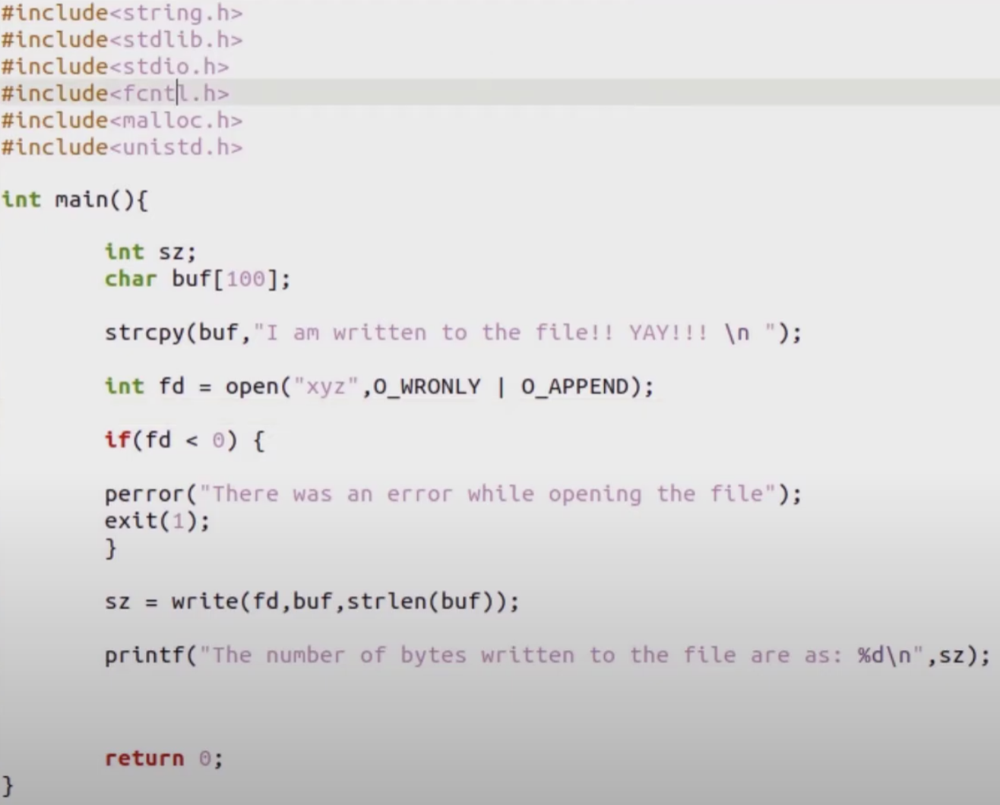 #include<string.h>
#include<stdlib.h>
#include<stdio.h>
#include<fcntl.h>
#include<malloc.h>
#include<unistd.h>
int main(){
int sz;
char buf[100];
strcpy(buf,"I am written to the file!! YAY!!! \n ");
int fd = open("xyz",O_WRONLY | O_APPEND);
if(fd < 0) {
perror("There was an error while opening the file");
exit(1);
}
sz = write(fd,buf,strlen(buf));
printf("The number of bytes written to the file are as: %d\n",sz);
return 0;
}